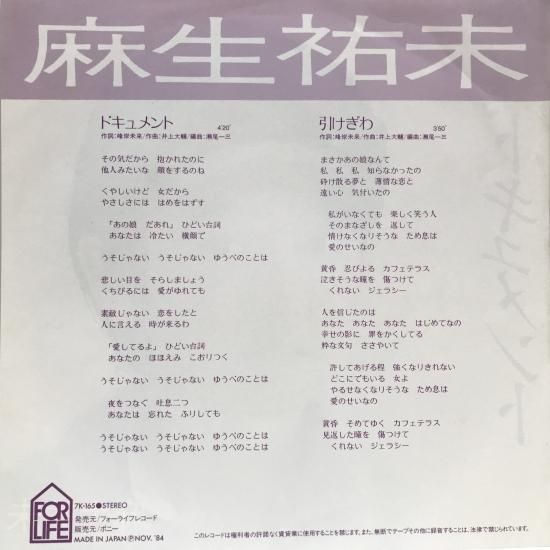 麻生祐未
ドキュメント 4'20"
作詞:峰岸未来/作曲:井上大輔/編曲:瀬尾一三
その気だから 抱かれたのに
他人みたいな 顔をするのね
くやしいけど 女だから
やさしさには はめをはずす
「あの娘 だあれ」ひどい台詞
あなたは 冷たい 横顔で
うそじゃない うそじゃない ゆうべのことは
悲しい目を そらしましょう
くちびるには 愛がゆれても
素敵じゃない 恋をしたと
人に言える 時が来るわ
「愛してるよ」ひどい台詞
あなたの ほほえみ こおりつく
うそじゃない うそじゃない ゆうべのことは
夜をつなぐ 吐息二つ
あなたは 忘れた ふりしても
うそじゃない うそじゃない ゆうべのことは
うそじゃない うそじゃない ゆうべのことは
引けぎわ 3'50"
作詞:峰岸未来/作曲:井上大輔/編曲:瀬尾一三
まさかあの娘なんて
私 私 私 知らなかったの
砕け散る夢と 薄情な恋と
遠い心 気付いたの
私がいなくても 楽しく笑う人
そのまなざしを 返して
情けなくなりそうな ため息は
愛のせいなの
黄昏 忍びよる カフェテラス
泣きそうな瞳を 傷つけて
くれない ジェラシー
人を信じたのは
あなた あなた あなた はじめてなの
幸せの影に 罪をかくしてる
粋な文句 ささやいて
許してあげる程 強くなりきれない
どこにでもいる 女よ
やるせなくなりそうな ため息は
愛のせいなの
黄昏 そめてゆく カフェテラス
見返した瞳を 傷つけて
くれない ジェラシー
FOR
LIFE
7K-165●STEREO
発売元/フォーライフレコード
販売元/ポニー
MADE IN JAPAN ℗NOV. '84
このレコードは権利者の許諾なく賃貸業に使用することを禁じます。また、無断でテープその他に録音することは、法律で禁じられています。